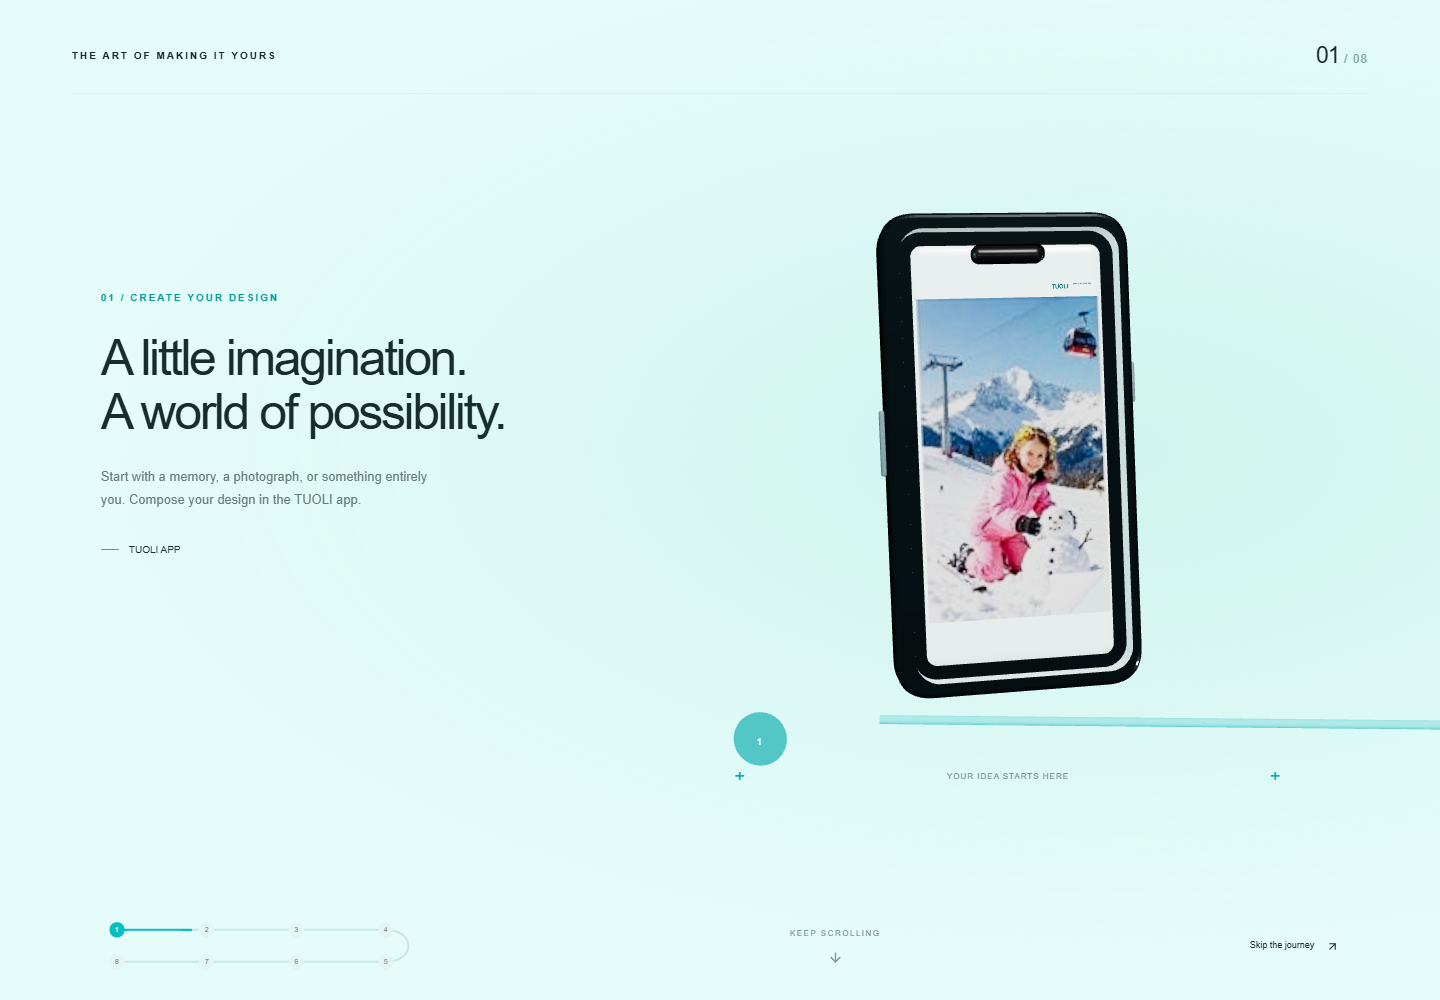 THE ART OF MAKING IT YOURS
01 / 08
01 / CREATE YOUR DESIGN
A little imagination.
A world of possibility.
Start with a memory, a photograph, or something entirely
you. Compose your design in the TUOLI app.
TUOLI APP
TUOLI
1
YOUR IDEA STARTS HERE
1 2 3 4
8 7 6 5
KEEP SCROLLING
Skip the journey